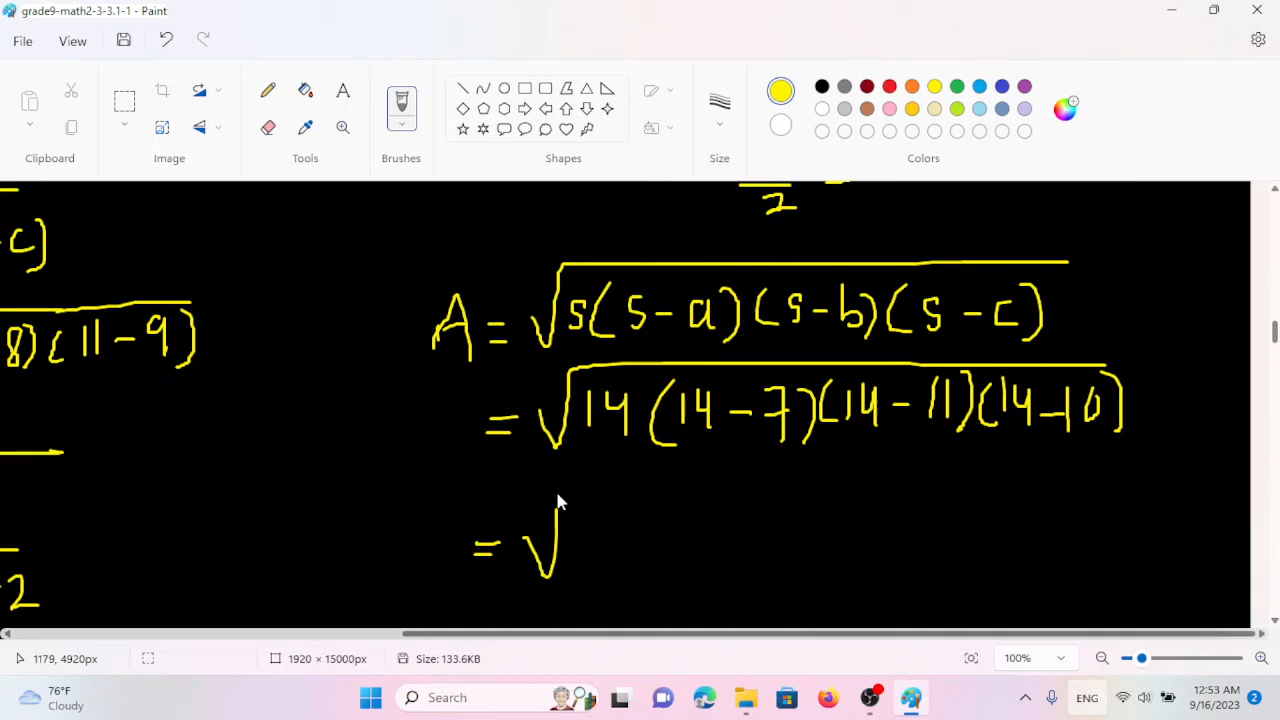 grade9-math2-3-3.1-1 - Paint
File View
Clipboard Image Tools Brushes Shapes Size Colors
2
c)
A = √s(s-a)(s-b)(s-c)
8)(11-9)
= √14(14-7)(14-11)(14-10)
= √
2
1179, 4920px 1920 × 15000px Size: 133.6KB 100%
76°F
Cloudy
Search
ENG
12:53 AM
9/16/2023
2